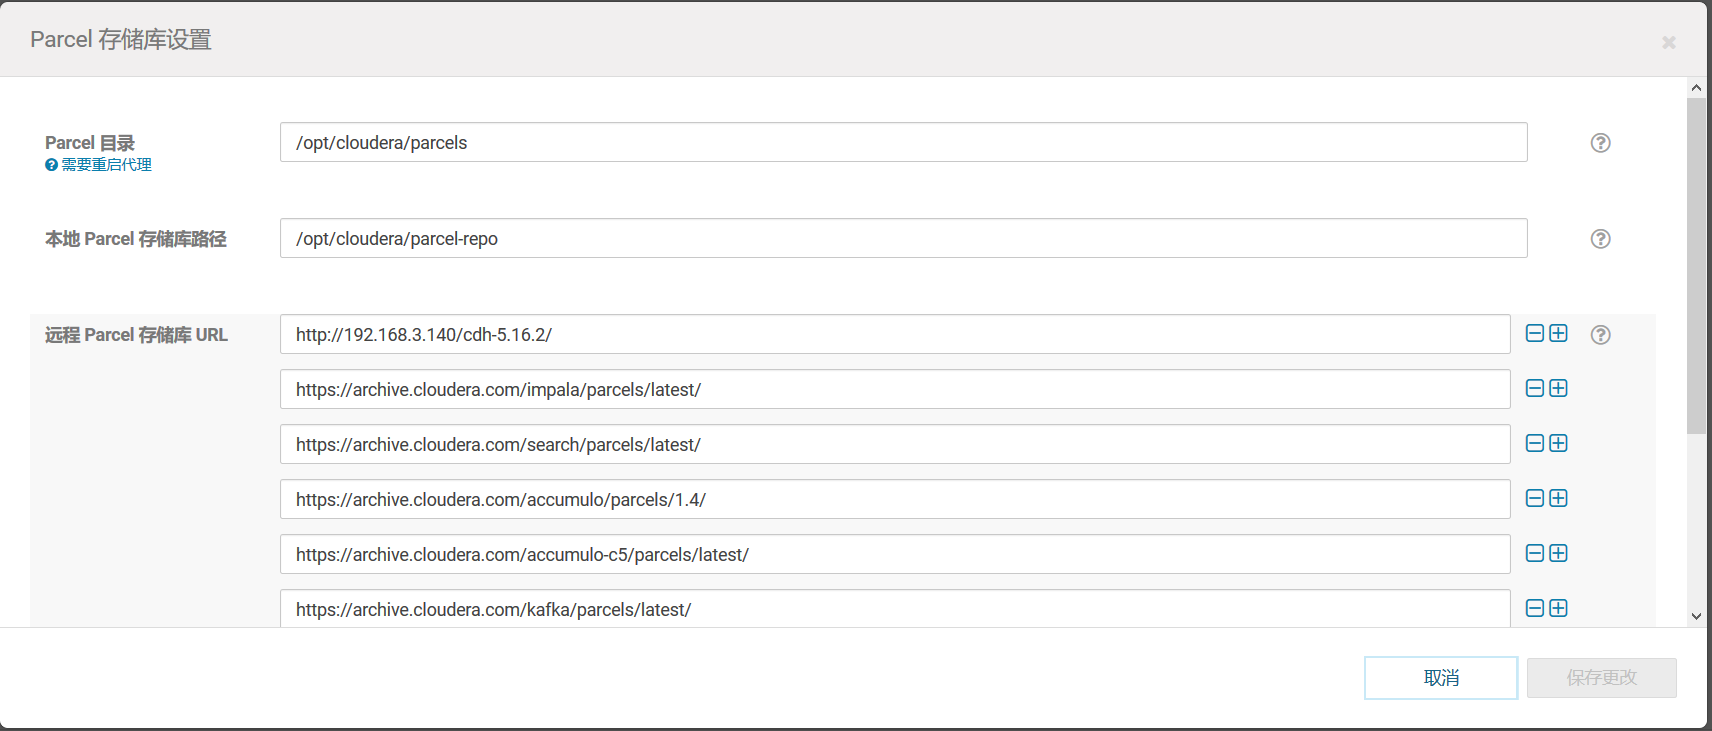 Parcel 存储库设置
Parcel 目录
/opt/cloudera/parcels
需要重启代理
本地 Parcel 存储库路径
/opt/cloudera/parcel-repo
远程 Parcel 存储库 URL
http://192.168.3.140/cdh-5.16.2/
https://archive.cloudera.com/impala/parcels/latest/
https://archive.cloudera.com/search/parcels/latest/
https://archive.cloudera.com/accumulo/parcels/1.4/
https://archive.cloudera.com/accumulo-c5/parcels/latest/
https://archive.cloudera.com/kafka/parcels/latest/
取消
保存更改